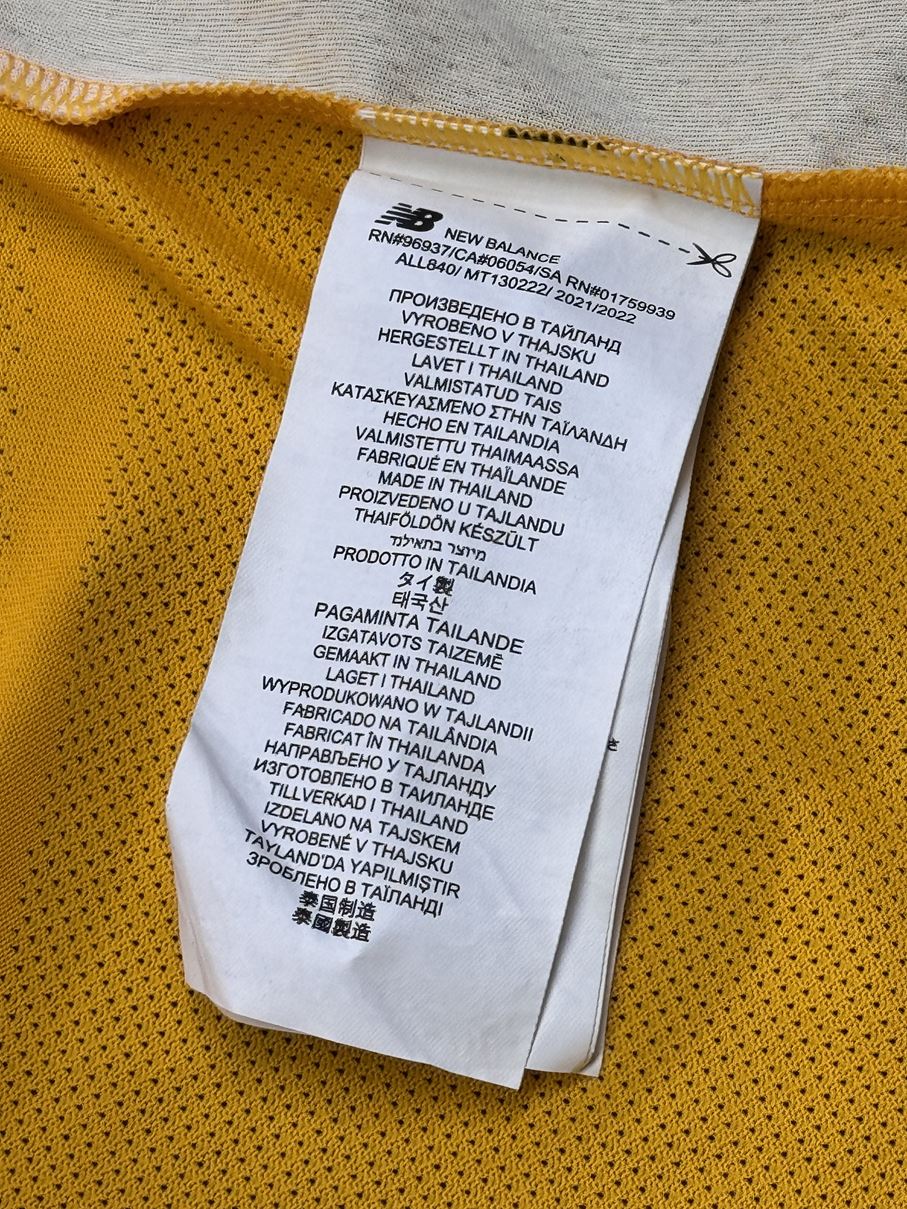 NB NEW BALANCE
RN#96937/CA#06054/SA RN#01759939
ALL840/ MT130222/ 2021/2022
ПРОИЗВЕДЕНО В ТАЙЛАНД
VYROBENO V THAJSKU
HERGESTELLT IN THAILAND
LAVET I THAILAND
VALMISTATUD TAIS
ΚΑΤΑΣΚΕΥΑΣΜΈΝΟ ΣΤΗΝ ΤΑΪΛΆΝΔΗ
HECHO EN TAILANDIA
VALMISTETTU THAIMAASSA
FABRIQUÉ EN THAÏLANDE
MADE IN THAILAND
PROIZVEDENO U TAJLANDU
THAIFÖLDÖN KÉSZÜLT
מיוצר בתאילנד
PRODOTTO IN TAILANDIA
タイ製
태국산
PAGAMINTA TAILANDE
IZGATAVOTS TAIZEMĒ
GEMAAKT IN THAILAND
LAGET I THAILAND
WYPRODUKOWANO W TAJLANDII
FABRICADO NA TAILÂNDIA
FABRICAT ÎN THAILANDA
НАПРАВЉЕНО У ТАЈЛАНДУ
ИЗГОТОВЛЕНО В ТАИЛАНДЕ
TILLVERKAD I THAILAND
IZDELANO NA TAJSKEM
VYROBENÉ V THAJSKU
TAYLAND'DA YAPILMIŞTIR
ЗРОБЛЕНО В ТАЇЛАНДІ
泰国制造
泰國製造